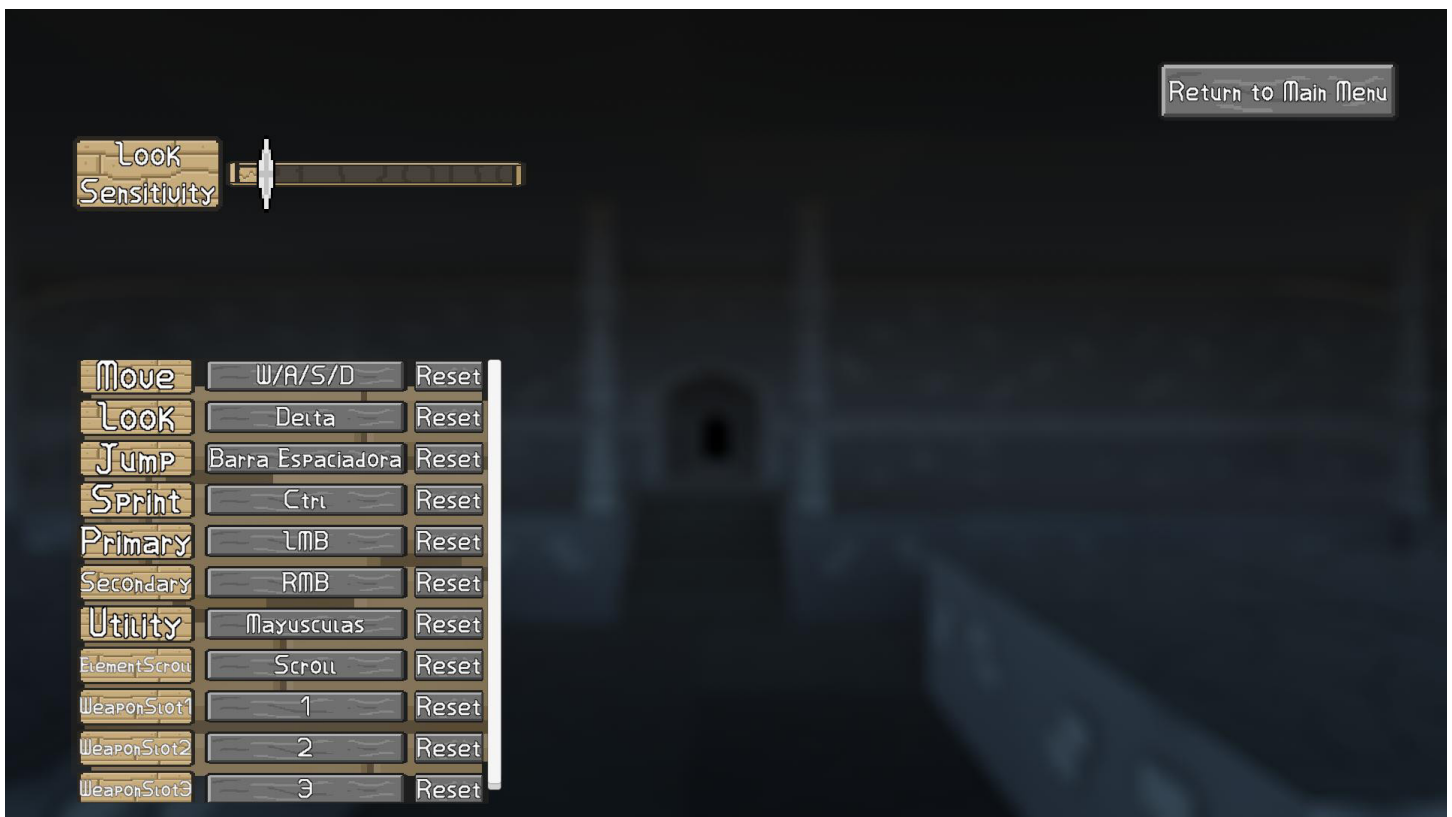 Return to Main Menu
Look
Sensitivity
Move W/A/S/D Reset
Look Delta Reset
Jump Barra Espaciadora Reset
Sprint Ctrl Reset
Primary LMB Reset
Secondary RMB Reset
Utility Mayusculas Reset
ElementScroll Scroll Reset
WeaponSlot1 1 Reset
WeaponSlot2 2 Reset
WeaponSlot3 3 Reset